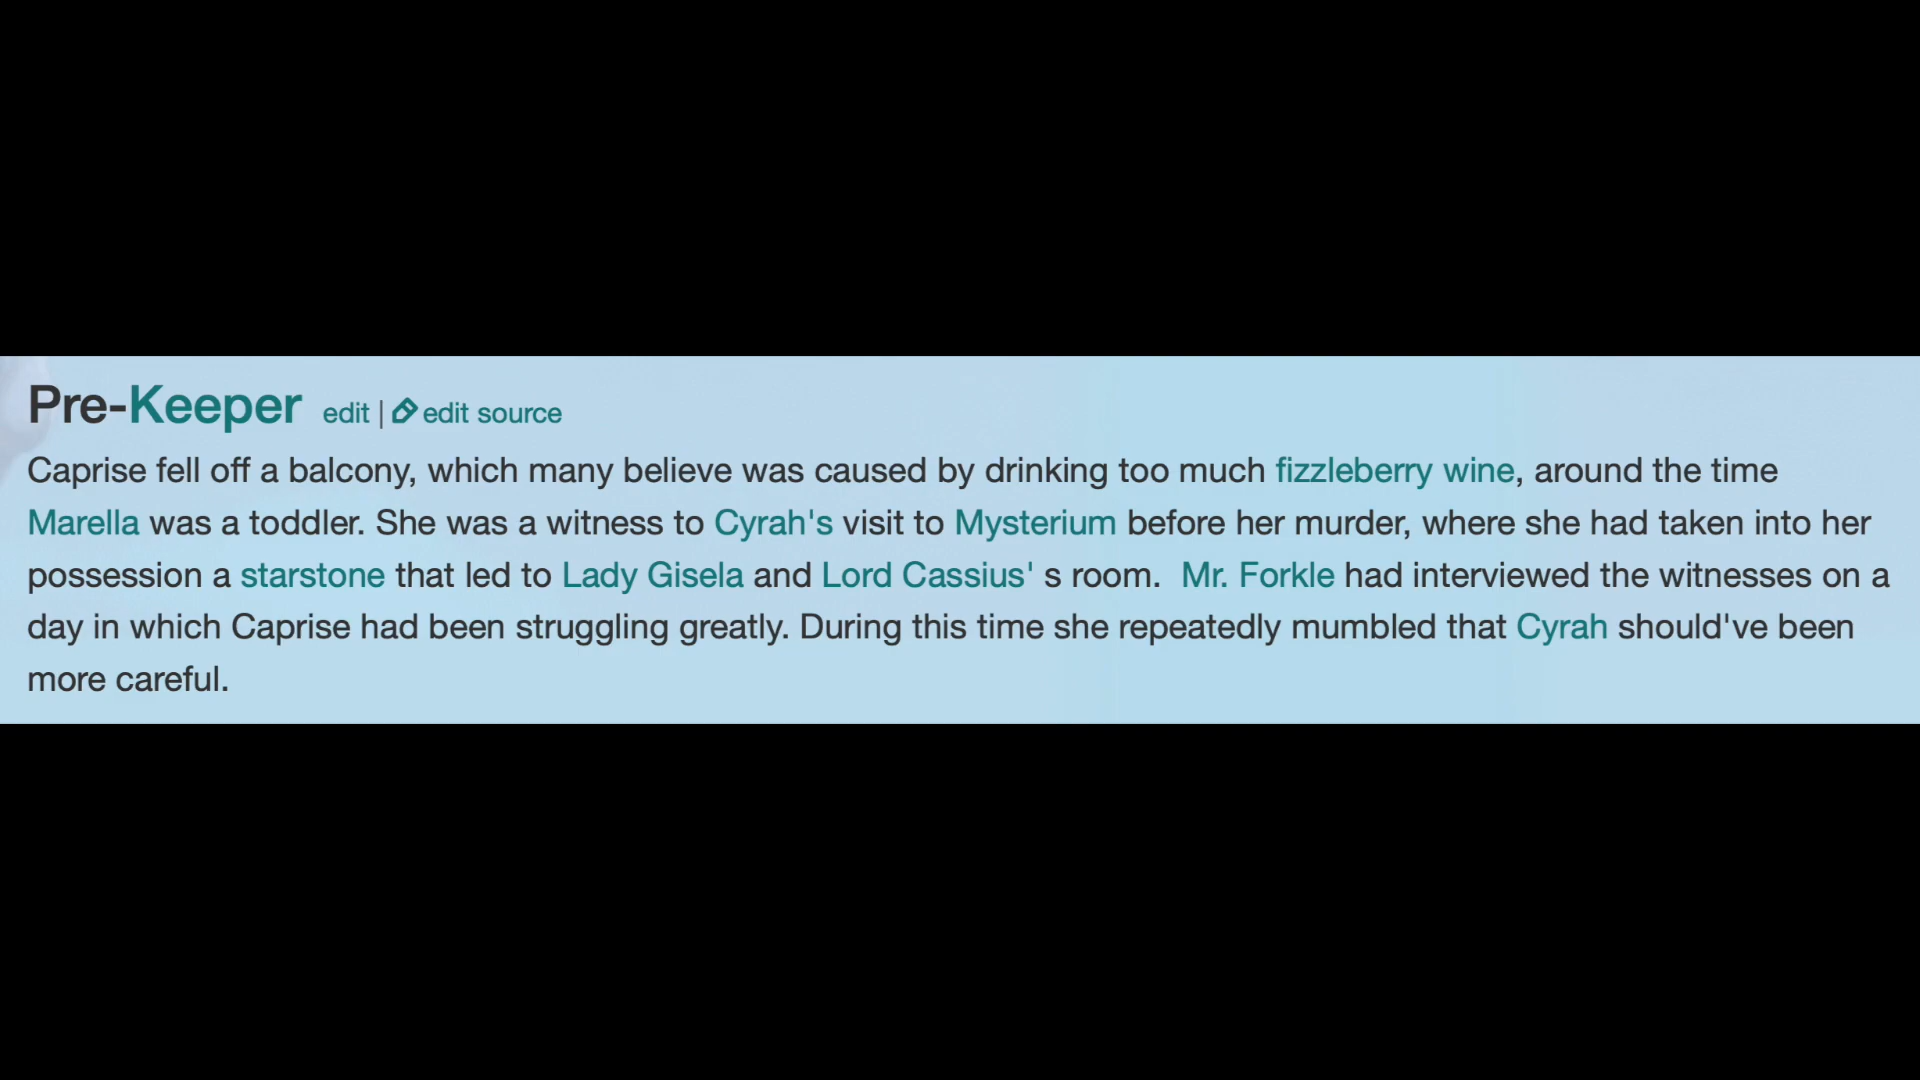 Pre-Keeper edit | edit source
Caprise fell off a balcony, which many believe was caused by drinking too much fizzleberry wine, around the time
Marella was a toddler. She was a witness to Cyrah's visit to Mysterium before her murder, where she had taken into her
possession a starstone that led to Lady Gisela and Lord Cassius' s room.  Mr. Forkle had interviewed the witnesses on a
day in which Caprise had been struggling greatly. During this time she repeatedly mumbled that Cyrah should've been
more careful.